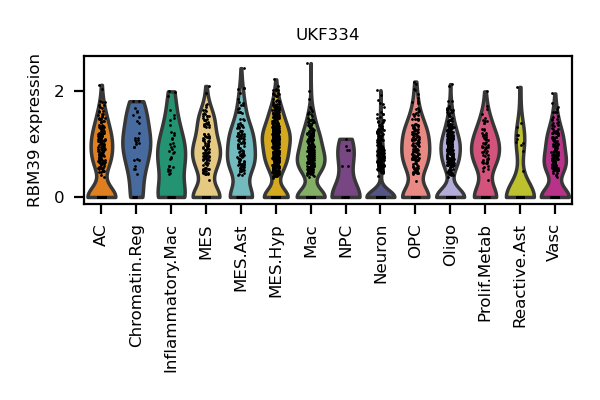 UKF334
RBM39 expression
2
0
AC
Chromatin.Reg
Inflammatory.Mac
MES
MES.Ast
MES.Hyp
Mac
NPC
Neuron
OPC
Oligo
Prolif.Metab
Reactive.Ast
Vasc